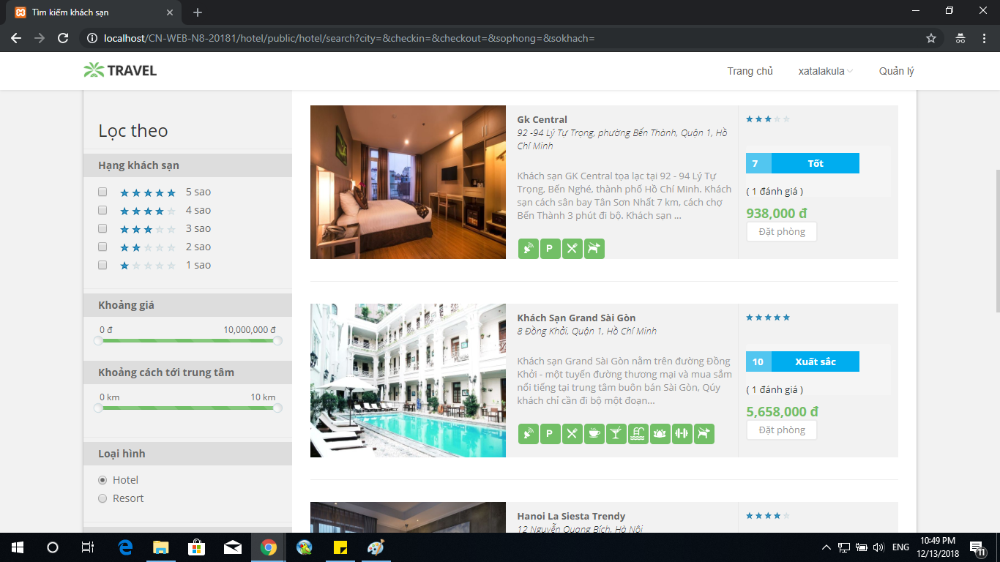 Tìm kiếm khách sạn
localhost/CN-WEB-N8-20181/hotel/public/hotel/search?city=&checkin=&checkout=&sophong=&sokhach=
TRAVEL
Trang chủ
xatalakula
Quản lý
Lọc theo
Hạng khách sạn
5 sao
4 sao
3 sao
2 sao
1 sao
Khoảng giá
0 đ
10,000,000 đ
Khoảng cách tới trung tâm
0 km
10 km
Loại hình
Hotel
Resort
Gk Central
92 -94 Lý Tự Trọng, phường Bến Thành, Quận 1, Hồ
Chí Minh
Khách sạn GK Central tọa lạc tại 92 - 94 Lý Tự
Trọng, Bến Nghé, thành phố Hồ Chí Minh. Khách
sạn cách sân bay Tân Sơn Nhất 7 km, cách chợ
Bến Thành 3 phút đi bộ. Khách sạn ...
P
7 Tốt
( 1 đánh giá )
938,000 đ
Đặt phòng
Khách Sạn Grand Sài Gòn
8 Đồng Khởi, Quận 1, Hồ Chí Minh
Khách sạn Grand Sài Gòn nằm trên đường Đồng
Khởi - một tuyến đường thương mại và mua sắm
nổi tiếng tại trung tâm buôn bán Sài Gòn, Qúy
khách chỉ cần đi bộ một đoạn...
P
10 Xuất sắc
( 1 đánh giá )
5,658,000 đ
Đặt phòng
Hanoi La Siesta Trendy
12 Nguyễn Quang Bích, Hà Nội
ENG
10:49 PM
12/13/2018
11